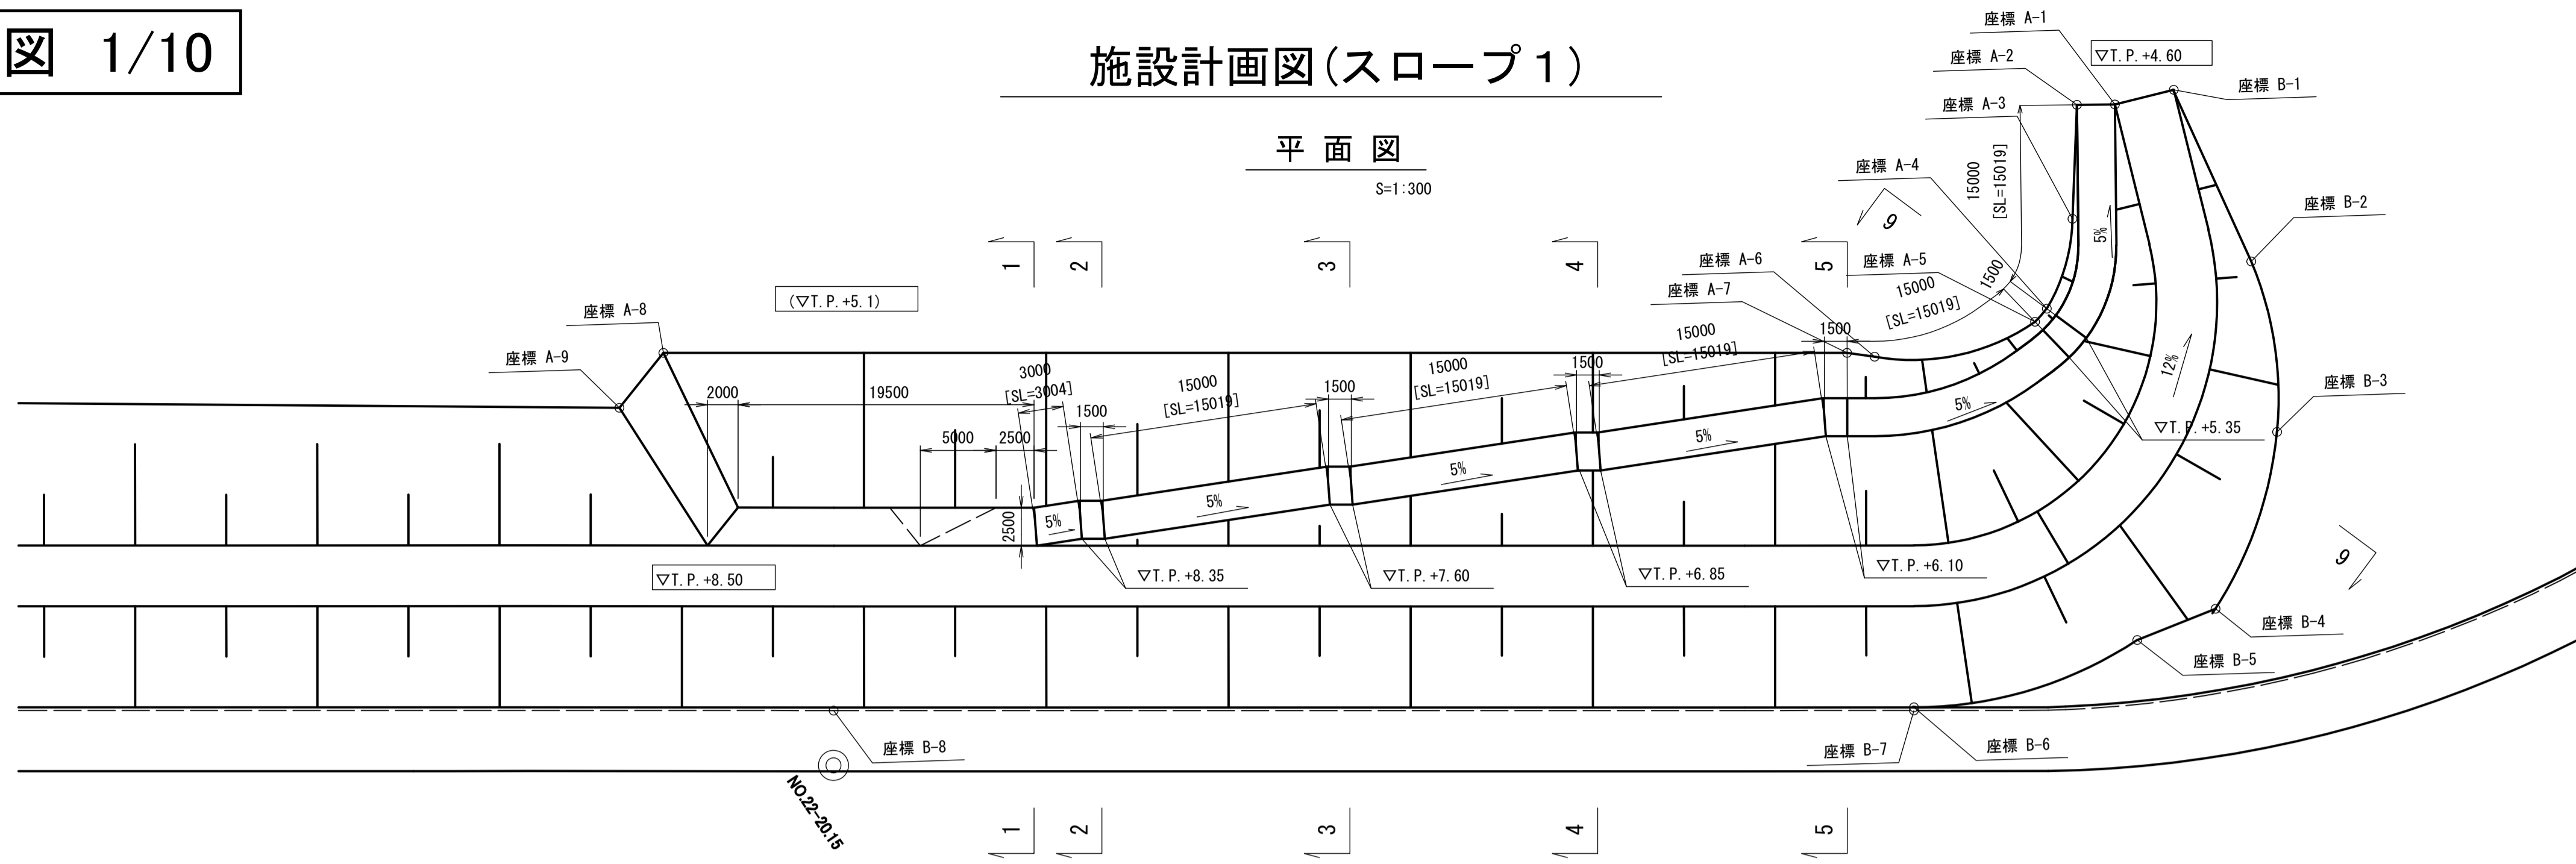 図 1/10
施設計画図(スロープ１)
平 面 図
S=1:300
座標 A-1
▽T.P.+4.60
座標 A-2
座標 B-1
座標 A-3
座標 A-4
15000
[SL=15019]
座標 B-2
9
5%
1
2
3
4
5
座標 A-6
座標 A-5
1500
座標 A-7
15000
[SL=15019]
(▽T.P.+5.1)
座標 A-8
座標 A-9
2000
19500
3000
[SL=3004]
1500
15000
[SL=15019]
1500
15000
[SL=15019]
1500
15000
[SL=15019]
1500
12%
座標 B-3
5000
2500
5%
▽T.P.+5.35
5%
5%
5%
5%
2500
9
▽T.P.+8.50
▽T.P.+8.35
▽T.P.+7.60
▽T.P.+6.85
▽T.P.+6.10
座標 B-4
座標 B-5
座標 B-8
座標 B-7
座標 B-6
NO.22-20.15
1
2
3
4
5